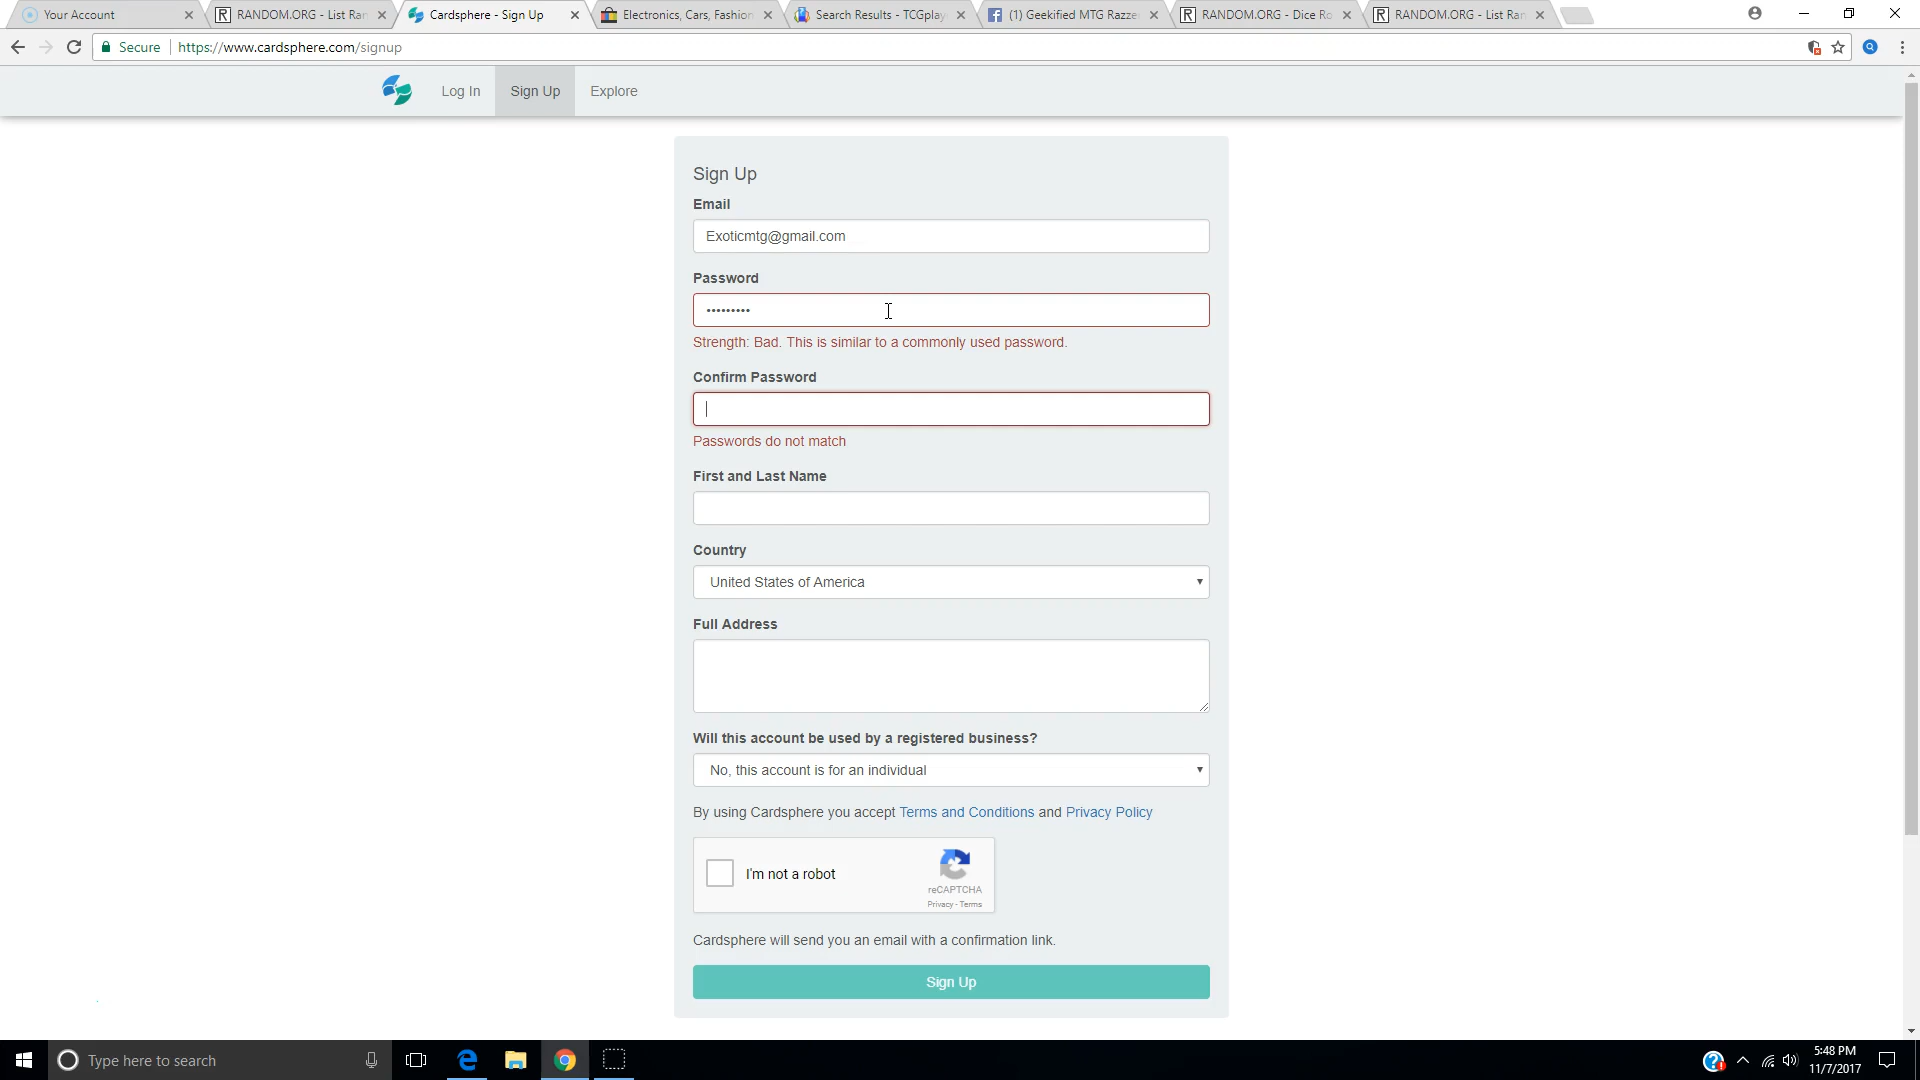 Your Account
RANDOM.ORG - List Ran
Cardsphere - Sign Up
Electronics, Cars, Fashion
Search Results - TCGplay
(1) Geekified MTG Razze
RANDOM.ORG - Dice Ro
RANDOM.ORG - List Ran
Secure
https://www.cardsphere.com/signup
Log In
Sign Up
Explore
Sign Up
Email
Exoticmtg@gmail.com
Password
•••••••••
Strength: Bad. This is similar to a commonly used password.
Confirm Password
Passwords do not match
First and Last Name
Country
United States of America
Full Address
Will this account be used by a registered business?
No, this account is for an individual
By using Cardsphere you accept Terms and Conditions and Privacy Policy
I'm not a robot
reCAPTCHA
Privacy - Terms
Cardsphere will send you an email with a confirmation link.
Sign Up
Type here to search
5:48 PM
11/7/2017